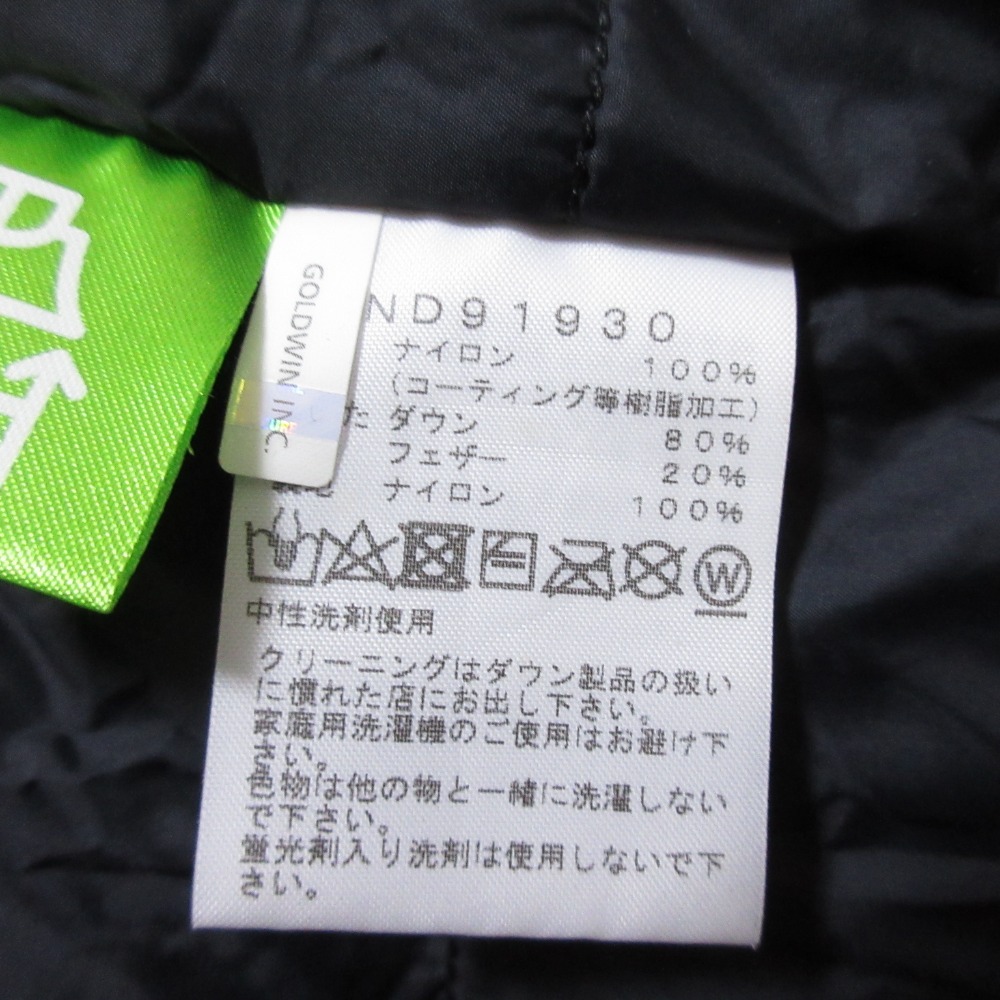 GOLDWIN INC.
ND91930
ナイロン 100%
(コーティング等樹脂加工)
た ダウン 80%
フェザー 20%
ナイロン 100%
W
中性洗剤使用
クリーニングはダウン製品の扱い
に慣れた店にお出し下さい。
家庭用洗濯機のご使用はお避け下
さい。
色物は他の物と一緒に洗濯しない
で下さい。
蛍光剤入り洗剤は使用しないで下
さい。